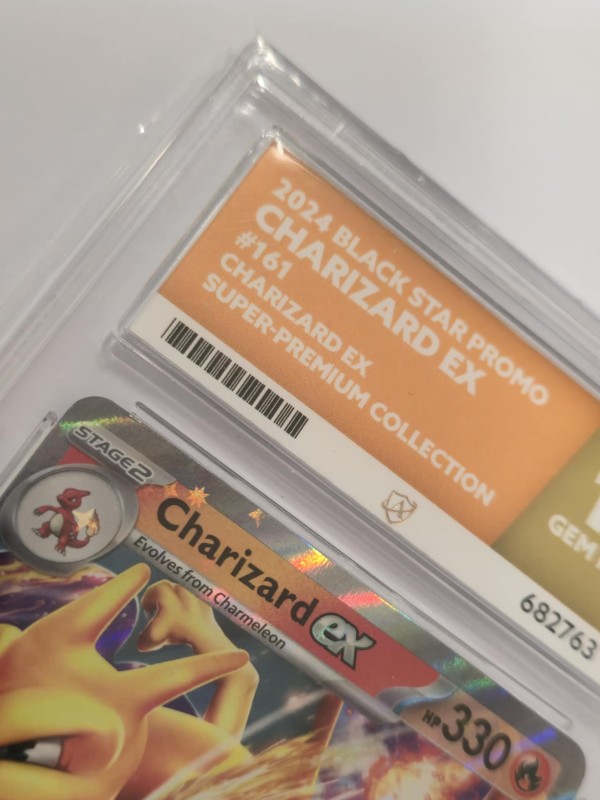 2024 BLACK STAR PROMO
CHARIZARD EX
#161
CHARIZARD EX
SUPER-PREMIUM COLLECTION
GEM
682763
STAGE2
Charizard ex
Evolves from Charmeleon
HP 330